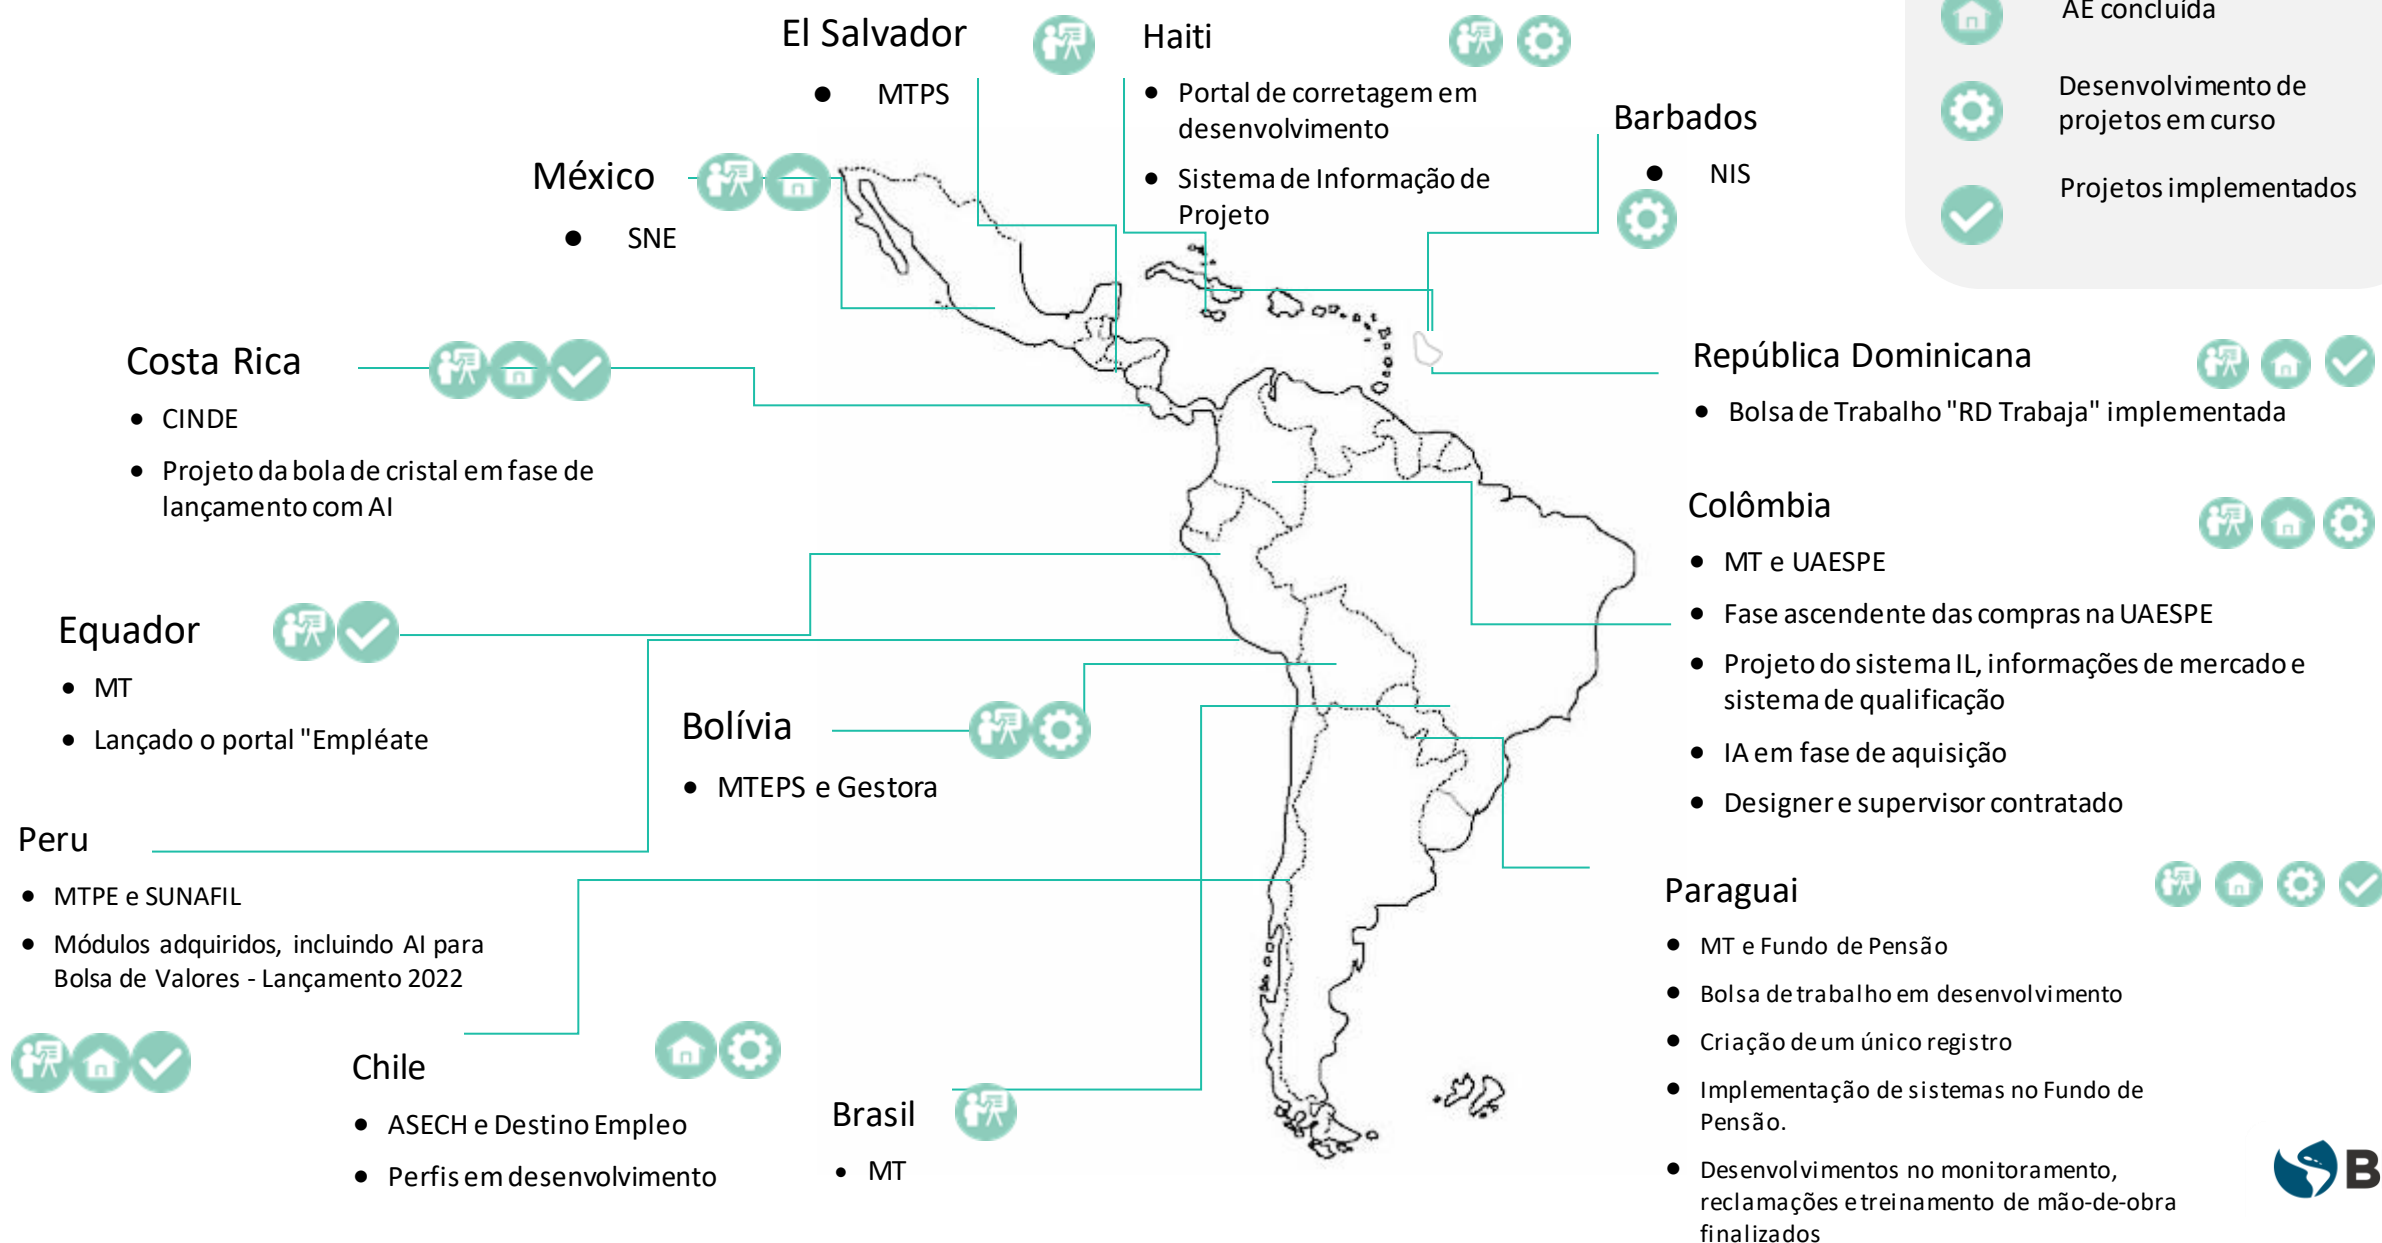 El Salvador
● MTPS
Haiti
● Portal de corretagem em
desenvolvimento
● Sistema de Informação de
Projeto
Barbados
● NIS
AE concluída
Desenvolvimento de
projetos em curso
Projetos implementados
México
● SNE
Costa Rica
● CINDE
● Projeto da bola de cristal em fase de
lançamento com AI
República Dominicana
● Bolsa de Trabalho "RD Trabaja" implementada
Colômbia
● MT e UAESPE
● Fase ascendente das compras na UAESPE
● Projeto do sistema IL, informações de mercado e
sistema de qualificação
● IA em fase de aquisição
● Designer e supervisor contratado
Equador
● MT
● Lançado o portal "Empléate
Bolívia
● MTEPS e Gestora
Peru
● MTPE e SUNAFIL
● Módulos adquiridos, incluindo AI para
Bolsa de Valores - Lançamento 2022
Chile
● ASECH e Destino Empleo
● Perfis em desenvolvimento
Brasil
● MT
Paraguai
● MT e Fundo de Pensão
● Bolsa de trabalho em desenvolvimento
● Criação de um único registro
● Implementação de sistemas no Fundo de
Pensão.
● Desenvolvimentos no monitoramento,
reclamações e treinamento de mão-de-obra
finalizados
B